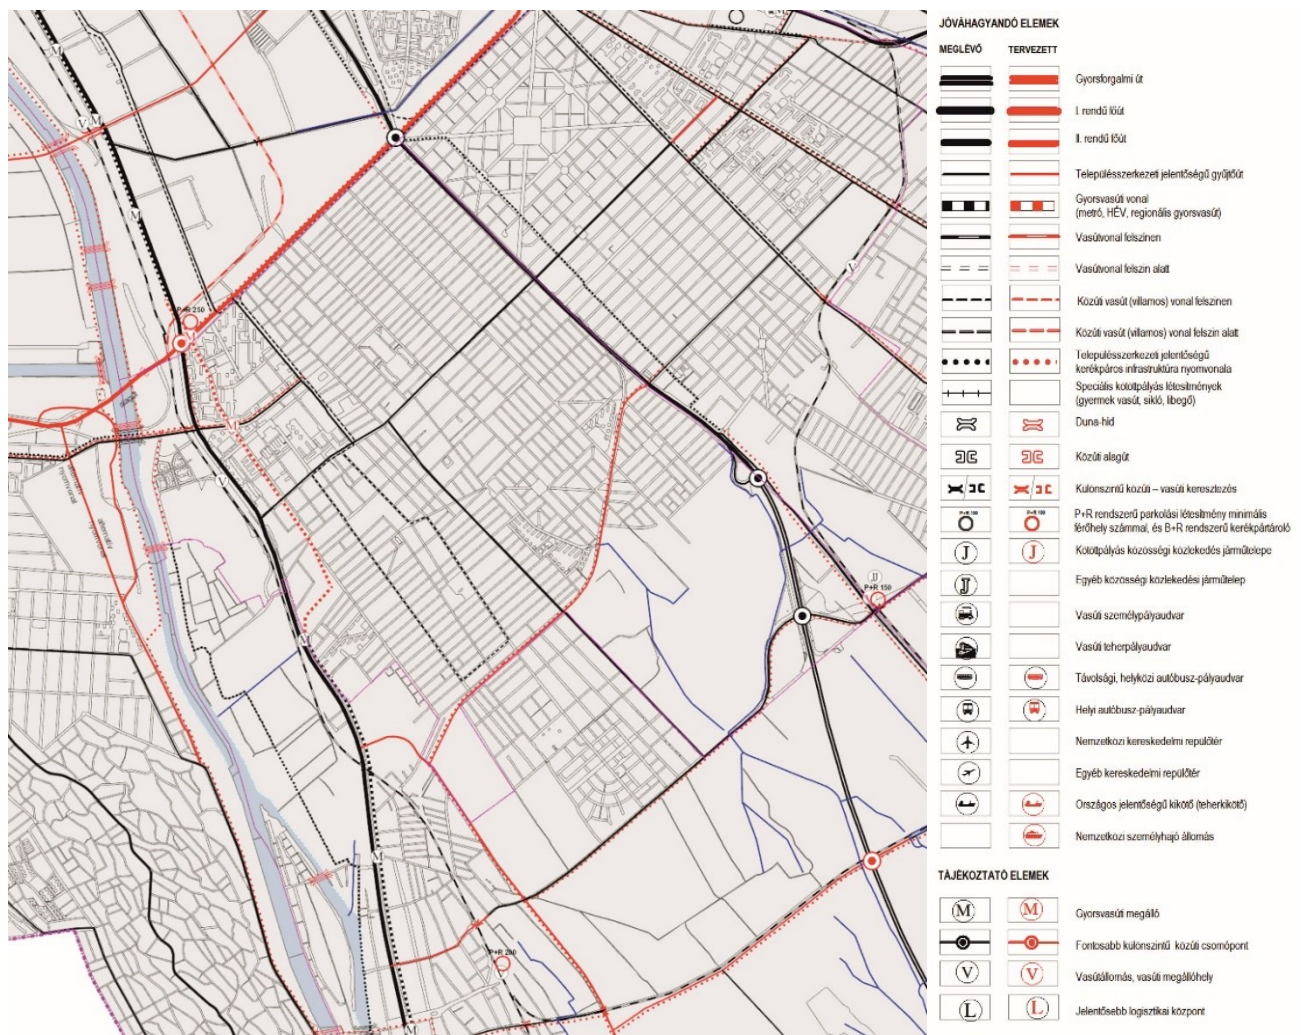 JÓVÁHAGYANDÓ ELEMEK
MEGLÉVŐ TERVEZETT
Gyorsforgalmi út
I. rendű főút
II. rendű főút
Településszerkezeti jelentőségű gyűjtőút
Gyorsvasúti vonal
(metró, HÉV, regionális gyorsvasút)
Vasútvonal felszínen
Vasútvonal felszín alatt
Közúti vasút (villamos) vonal felszínen
Közúti vasút (villamos) vonal felszín alatt
Településszerkezeti jelentőségű
kerékpáros infrastruktúra nyomvonala
Speciális kötöttpályás létesítmények
(gyermek vasút, sikló, libegő)
Duna-híd
Közúti alagút
Különszintű közúti – vasúti keresztezés
P+R 100 P+R 100
P+R rendszerű parkolási létesítmény minimális
férőhely számmal, és B+R rendszerű kerékpártároló
J J
Kötöttpályás közösségi közlekedés járműtelepe
J
Egyéb közösségi közlekedési járműtelep
Vasúti személypályaudvar
Vasúti teherpályaudvar
Távolsági, helyközi autóbusz-pályaudvar
Helyi autóbusz-pályaudvar
Nemzetközi kereskedelmi repülőtér
Egyéb kereskedelmi repülőtér
Országos jelentőségű kikötő (teherkikötő)
Nemzetközi személyhajó állomás
TÁJÉKOZTATÓ ELEMEK
M M
Gyorsvasúti megálló
Fontosabb különszintű közúti csomópont
V V
Vasútállomás, vasúti megállóhely
L L
Jelentősebb logisztikai központ
M
V M
M
V
P+R 250
M
M
V
alternatív
nyomvonal
alternatív
nyomvonal
J
P+R 150
M
V
M
P+R 200
V
M